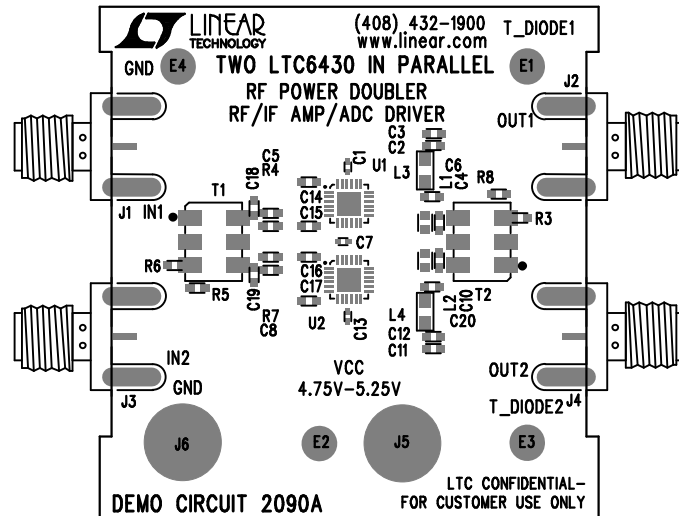 LINEAR
TECHNOLOGY
(408) 432-1900
www.linear.com
T_DIODE1
GND
E4
TWO LTC6430 IN PARALLEL
E1
RF POWER DOUBLER
RF/IF AMP/ADC DRIVER
J2
OUT1
C3
C2
C5
R4
C1
U1
L3
C6
C4
L1
R8
C18
T1
C14
C15
J1
IN1
R3
C7
R6
C16
C17
R5
C19
R7
C8
U2
C13
L4
L2
C10
C20
T2
C12
C11
IN2
VCC
4.75V-5.25V
OUT2
J3
GND
T_DIODE2
J4
J6
E2
J5
E3
LTC CONFIDENTIAL-
FOR CUSTOMER USE ONLY
DEMO CIRCUIT 2090A